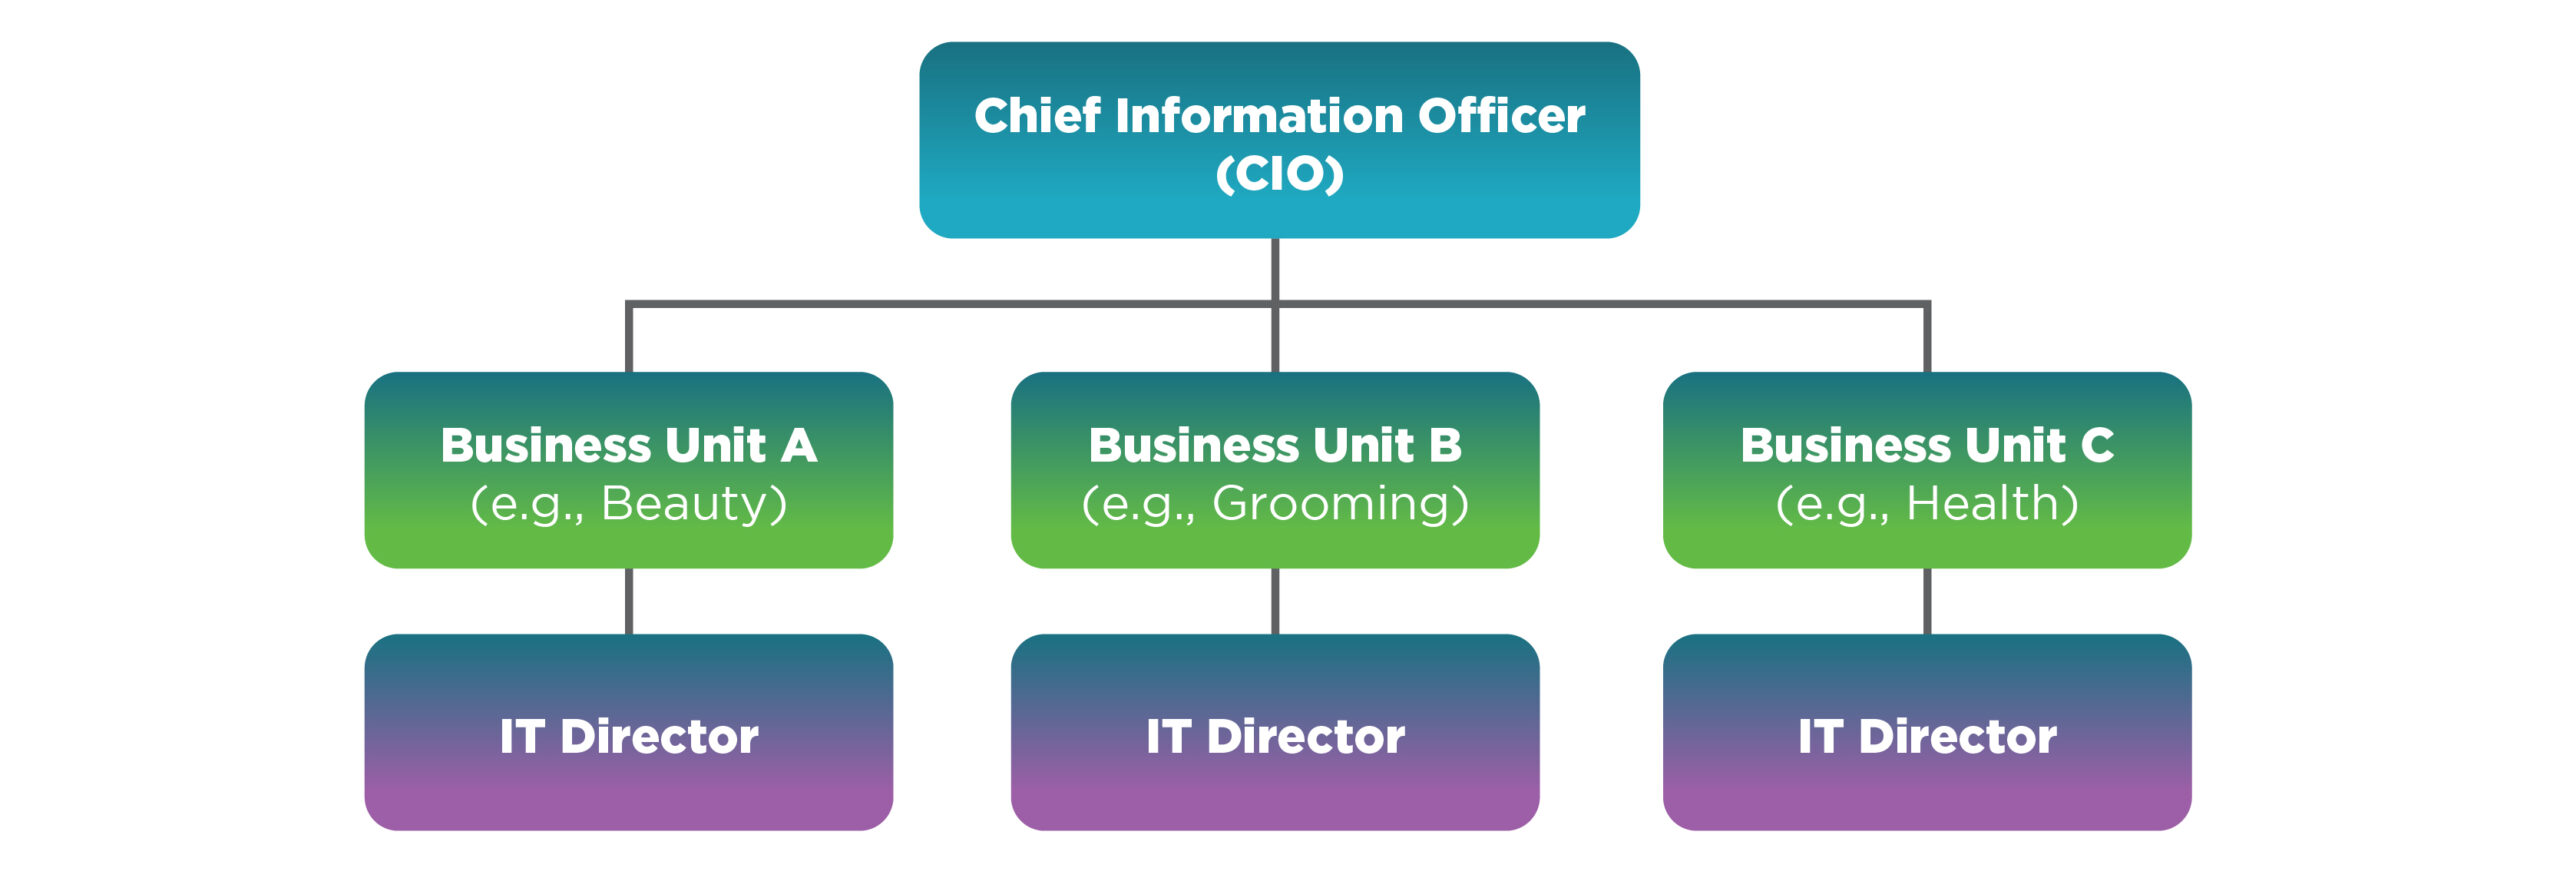 Chief Information Officer
(CIO)
Business Unit A
(e.g., Beauty)
Business Unit B
(e.g., Grooming)
Business Unit C
(e.g., Health)
IT Director
IT Director
IT Director